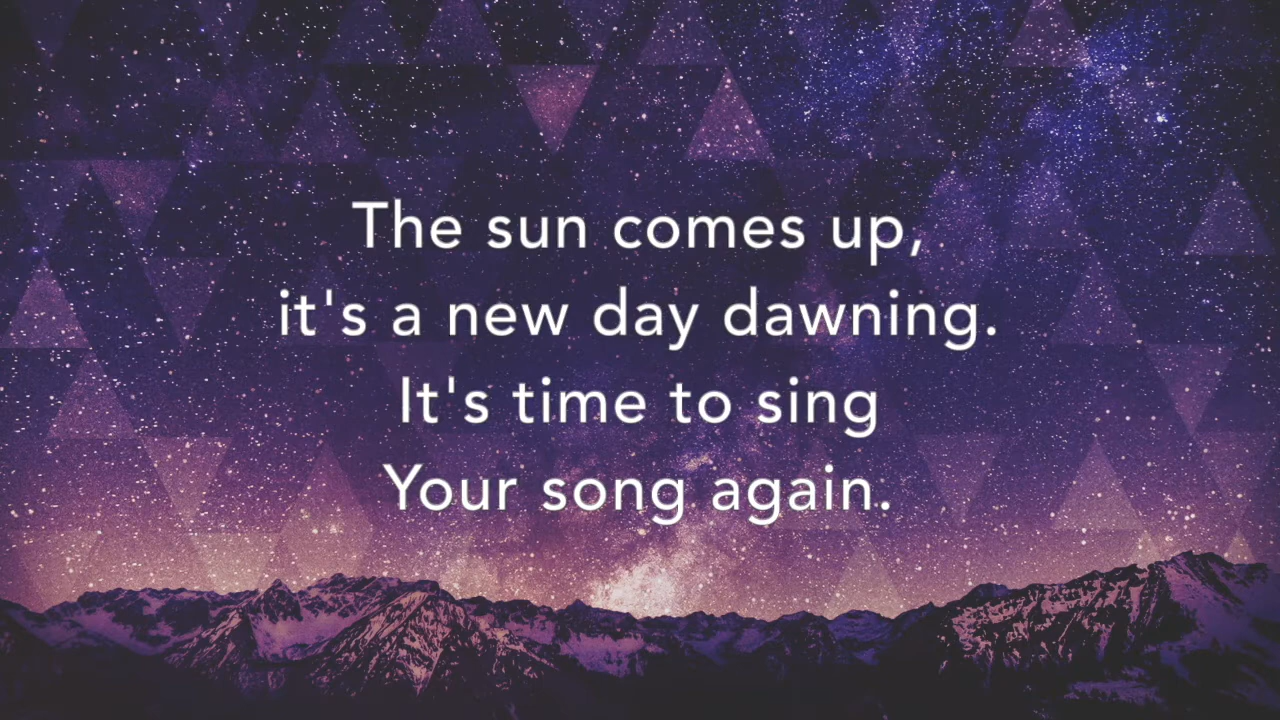 The sun comes up,
it's a new day dawning.
It's time to sing
Your song again.